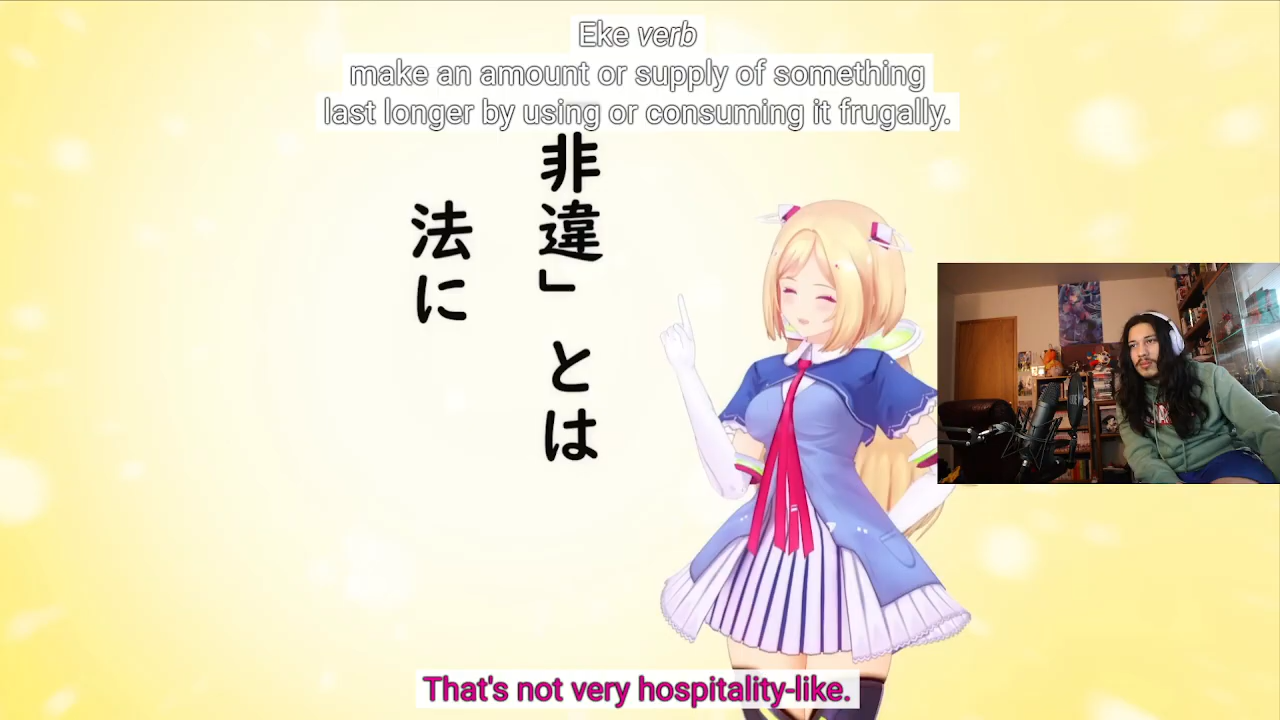 Eke verb
make an amount or supply of something
last longer by using or consuming it frugally.
非違」とは
法に
That's not very hospitality-like.